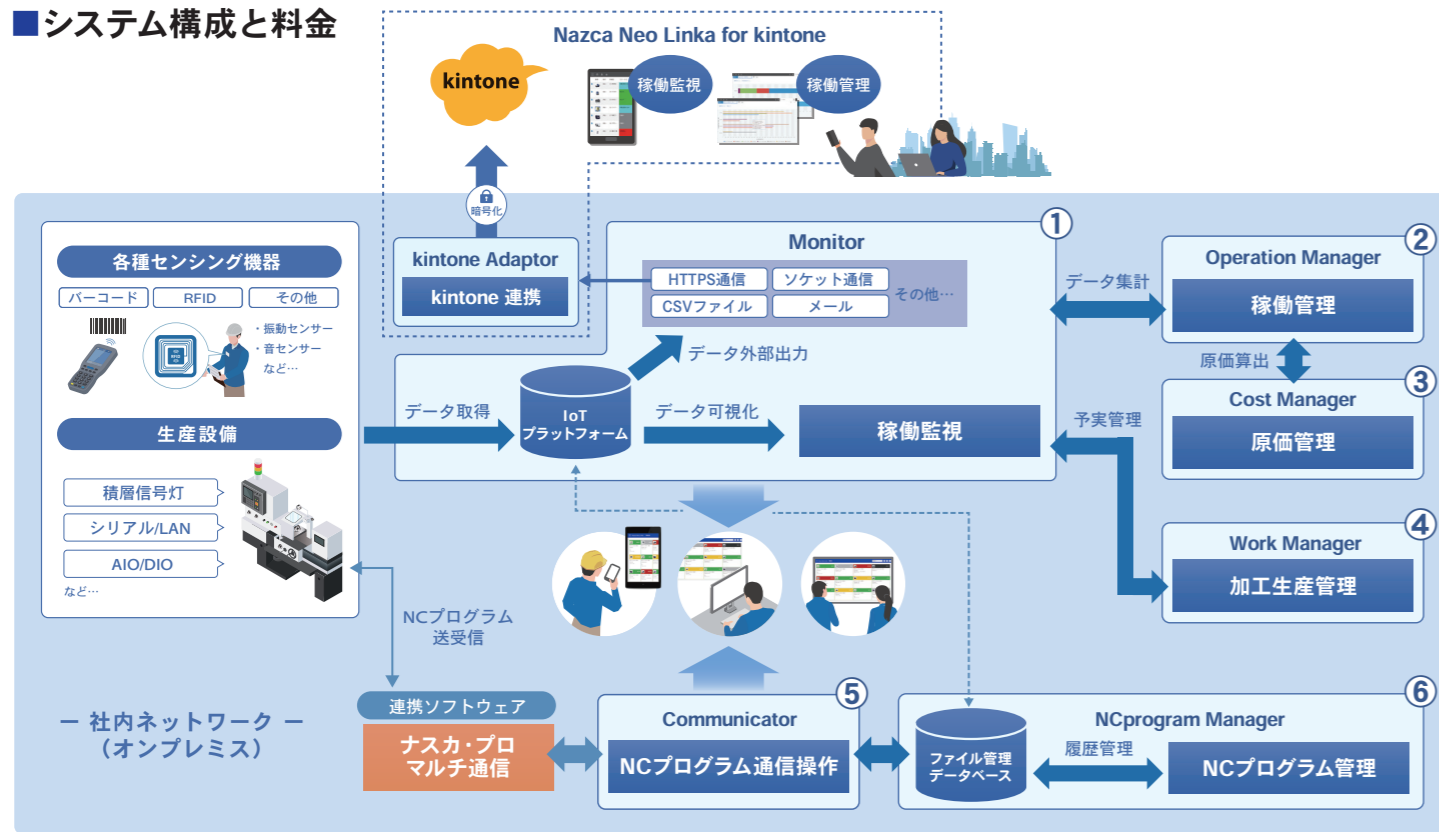 ■システム構成と料金
Nazca Neo Linka for kintone
kintone
稼働監視
稼働管理
暗号化
kintone Adaptor
kintone 連携
各種センシング機器
バーコード
RFID
その他
・振動センサー
・音センサー
など…
RFID
生産設備
積層信号灯
シリアル/LAN
AIO/DIO
など…
①
Monitor
HTTPS通信
ソケット通信
CSVファイル
メール
その他…
データ外部出力
データ取得
IoT
プラットフォーム
データ可視化
稼働監視
データ集計
②
Operation Manager
稼働管理
原価算出
③
Cost Manager
原価管理
予実管理
④
Work Manager
加工生産管理
NCプログラム
送受信
ー 社内ネットワーク ー
（オンプレミス）
連携ソフトウェア
ナスカ・プロ
マルチ通信
⑤
Communicator
NCプログラム通信操作
⑥
NCprogram Manager
ファイル管理
データベース
履歴管理
NCプログラム管理